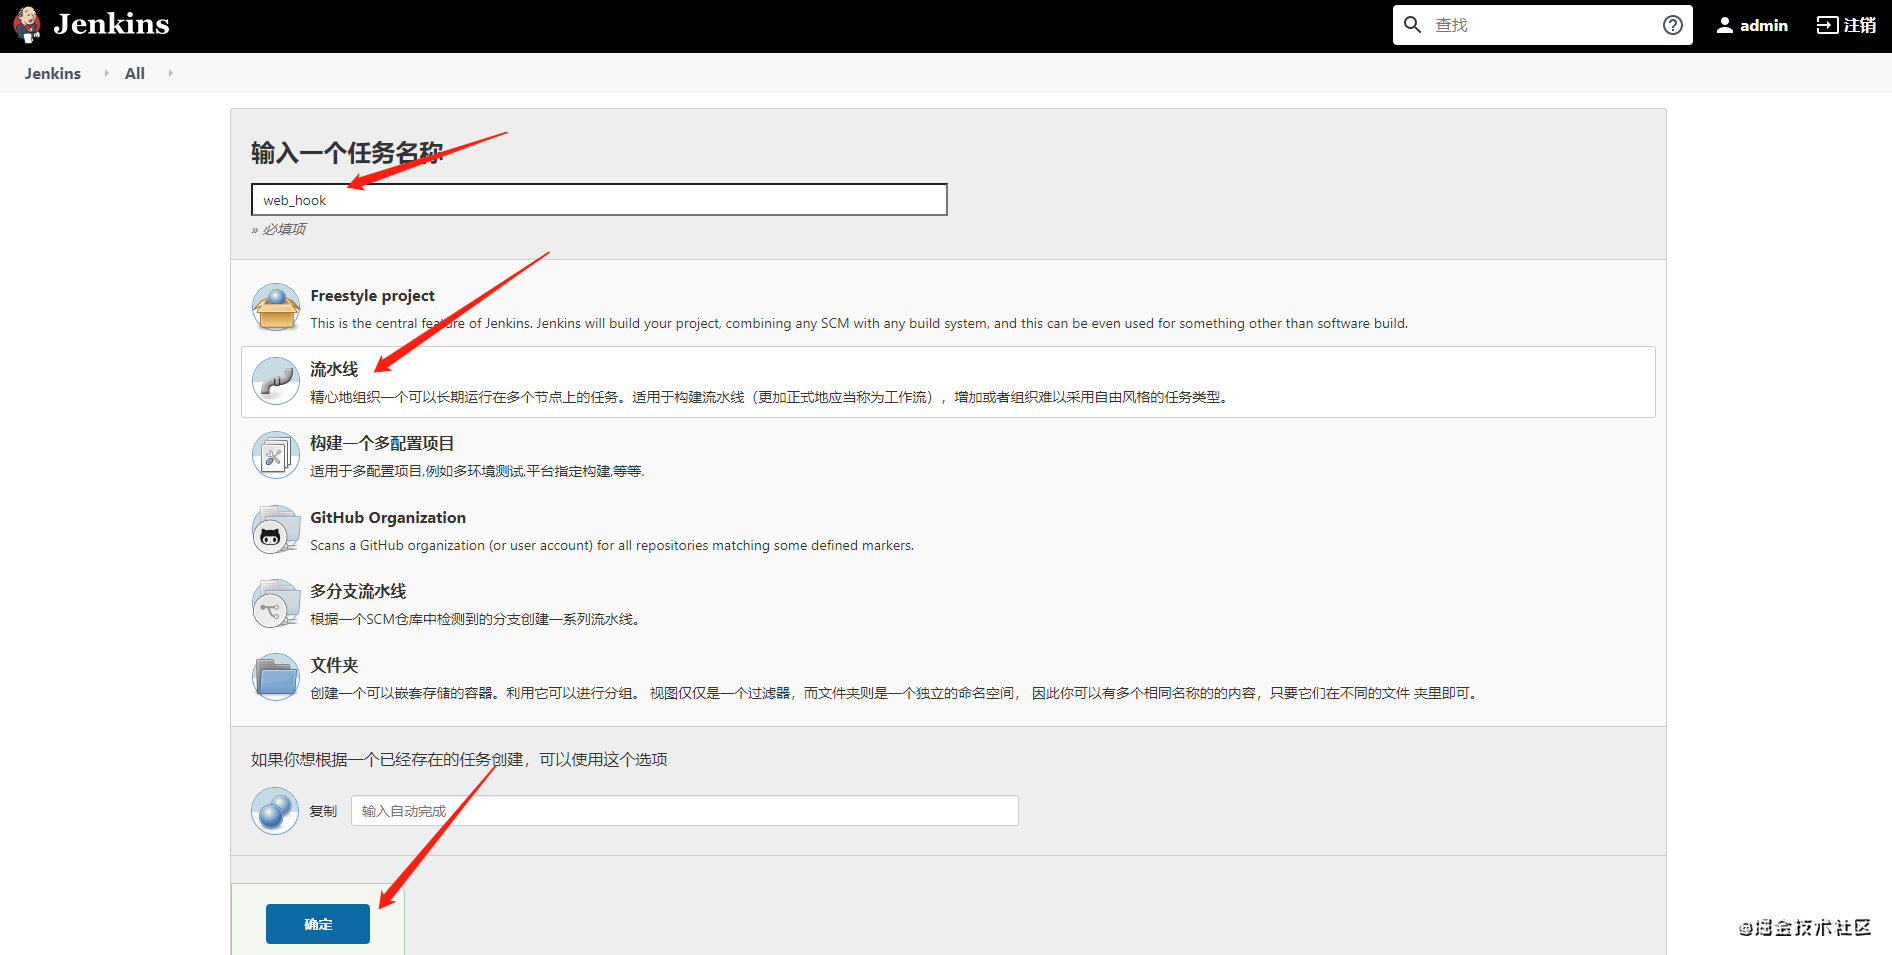 Jenkins
查找
admin
注销
Jenkins
All
输入一个任务名称
web_hook
» 必填项
Freestyle project
This is the central feature of Jenkins. Jenkins will build your project, combining any SCM with any build system, and this can be even used for something other than software build.
流水线
精心地组织一个可以长期运行在多个节点上的任务。适用于构建流水线（更加正式地应当称为工作流），增加或者组织难以采用自由风格的任务类型。
构建一个多配置项目
适用于多配置项目,例如多环境测试,平台指定构建,等等.
GitHub Organization
Scans a GitHub organization (or user account) for all repositories matching some defined markers.
多分支流水线
根据一个SCM仓库中检测到的分支创建一系列流水线。
文件夹
创建一个可以嵌套存储的容器。利用它可以进行分组。 视图仅仅是一个过滤器，而文件夹则是一个独立的命名空间， 因此你可以有多个相同名称的的内容，只要它们在不同的文件 夹里即可。
如果你想根据一个已经存在的任务创建，可以使用这个选项
复制
输入自动完成
确定
@掘金技术社区